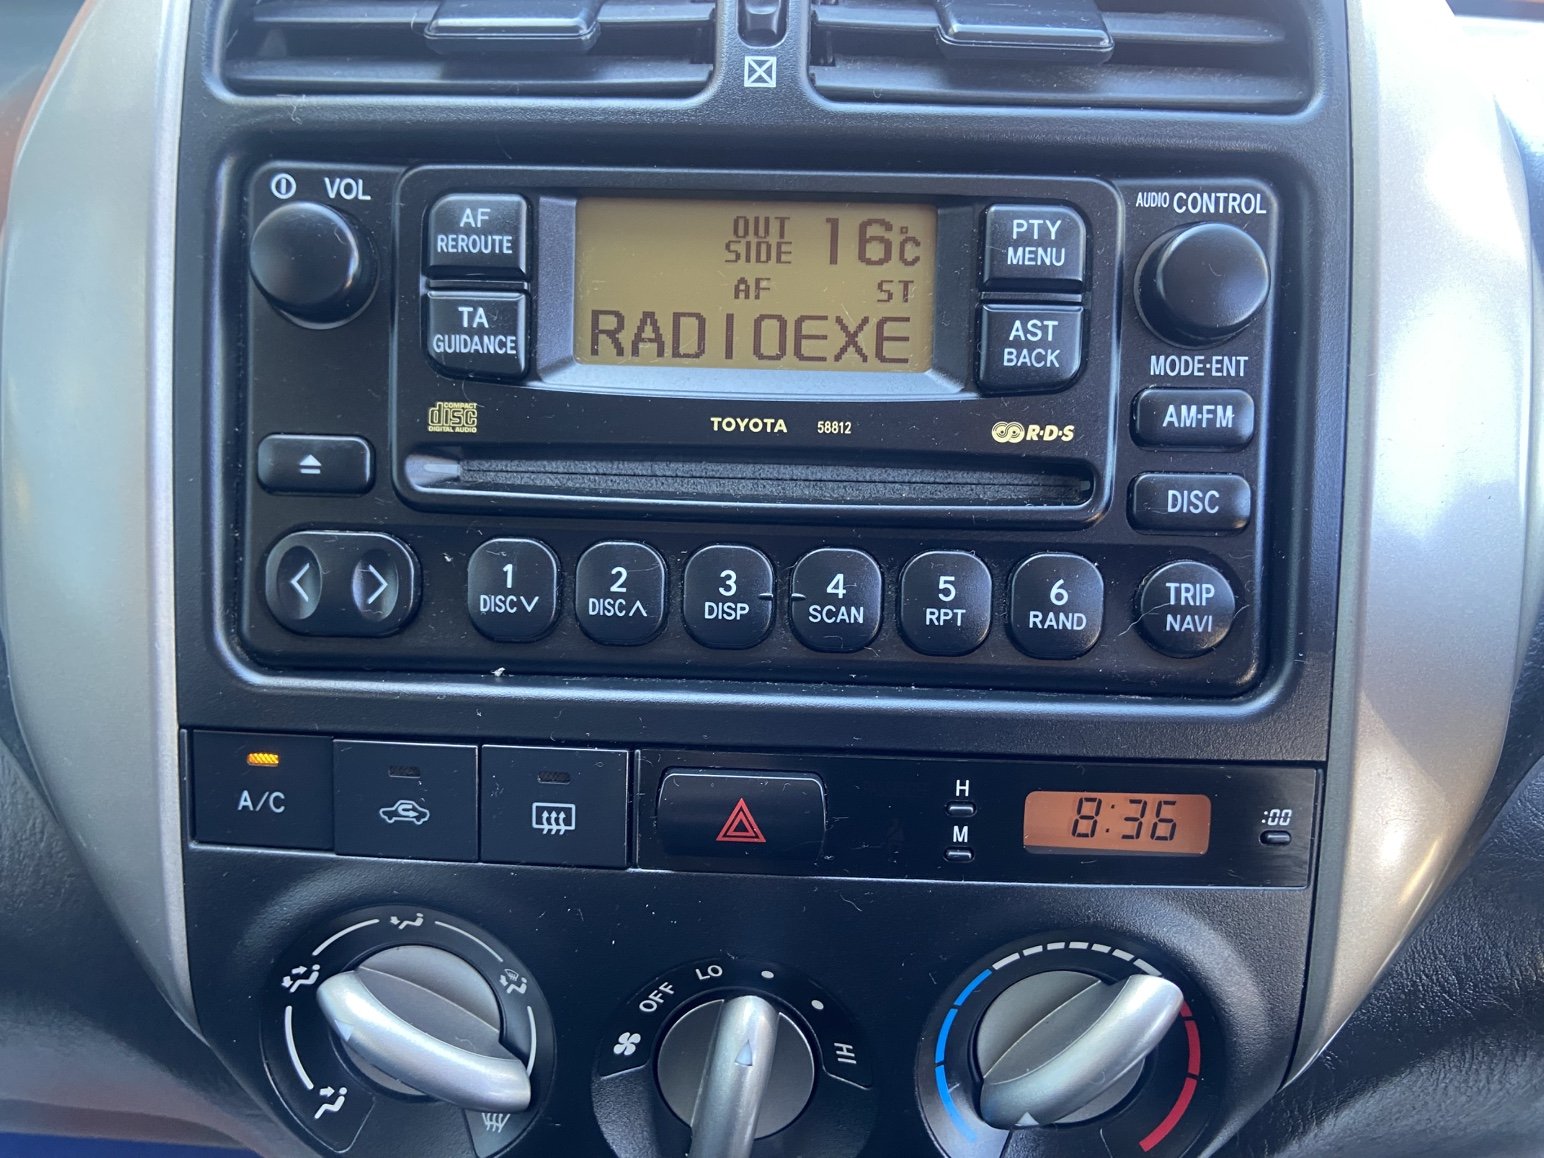 VOL
AUDIO CONTROL
AF
REROUTE
OUT
SIDE 16°C
PTY
MENU
AF ST
TA
GUIDANCE
RADIOEXE
AST
BACK
MODE·ENT
COMPACT
disc
DIGITAL AUDIO
TOYOTA 58812
R·D·S
AM·FM
DISC
1
DISC
2
DISC
3
DISP
4
SCAN
5
RPT
6
RAND
TRIP
NAVI
A/C
H
M
8:36
:00
OFF LO HI